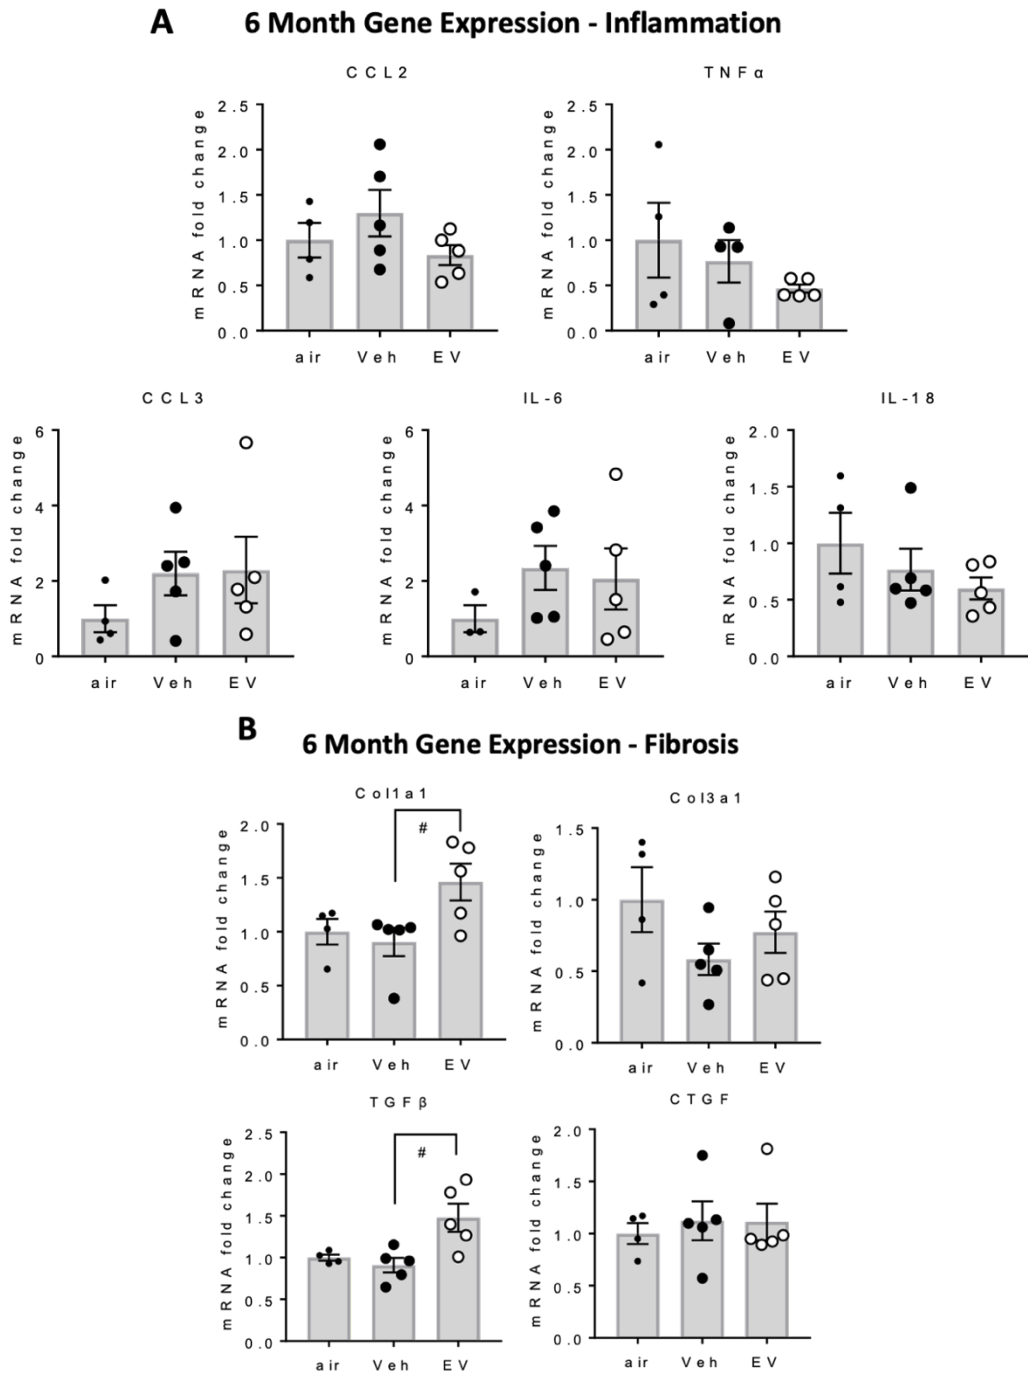 A 6 Month Gene Expression - Inflammation
CCL2
mRNA fold change
2.5
2.0
1.5
1.0
0.5
0.0
air Veh EV
TNFα
mRNA fold change
2.5
2.0
1.5
1.0
0.5
0.0
air Veh EV
CCL3
mRNA fold change
6
4
2
0
air Veh EV
IL-6
mRNA fold change
6
4
2
0
air Veh EV
IL-18
mRNA fold change
2.0
1.5
1.0
0.5
0.0
air Veh EV
B 6 Month Gene Expression - Fibrosis
Col1a1
#
mRNA fold change
2.0
1.5
1.0
0.5
0.0
air Veh EV
Col3a1
mRNA fold change
1.5
1.0
0.5
0.0
air Veh EV
TGFβ
#
mRNA fold change
2.5
2.0
1.5
1.0
0.5
0.0
air Veh EV
CTGF
mRNA fold change
2.0
1.5
1.0
0.5
0.0
air Veh EV